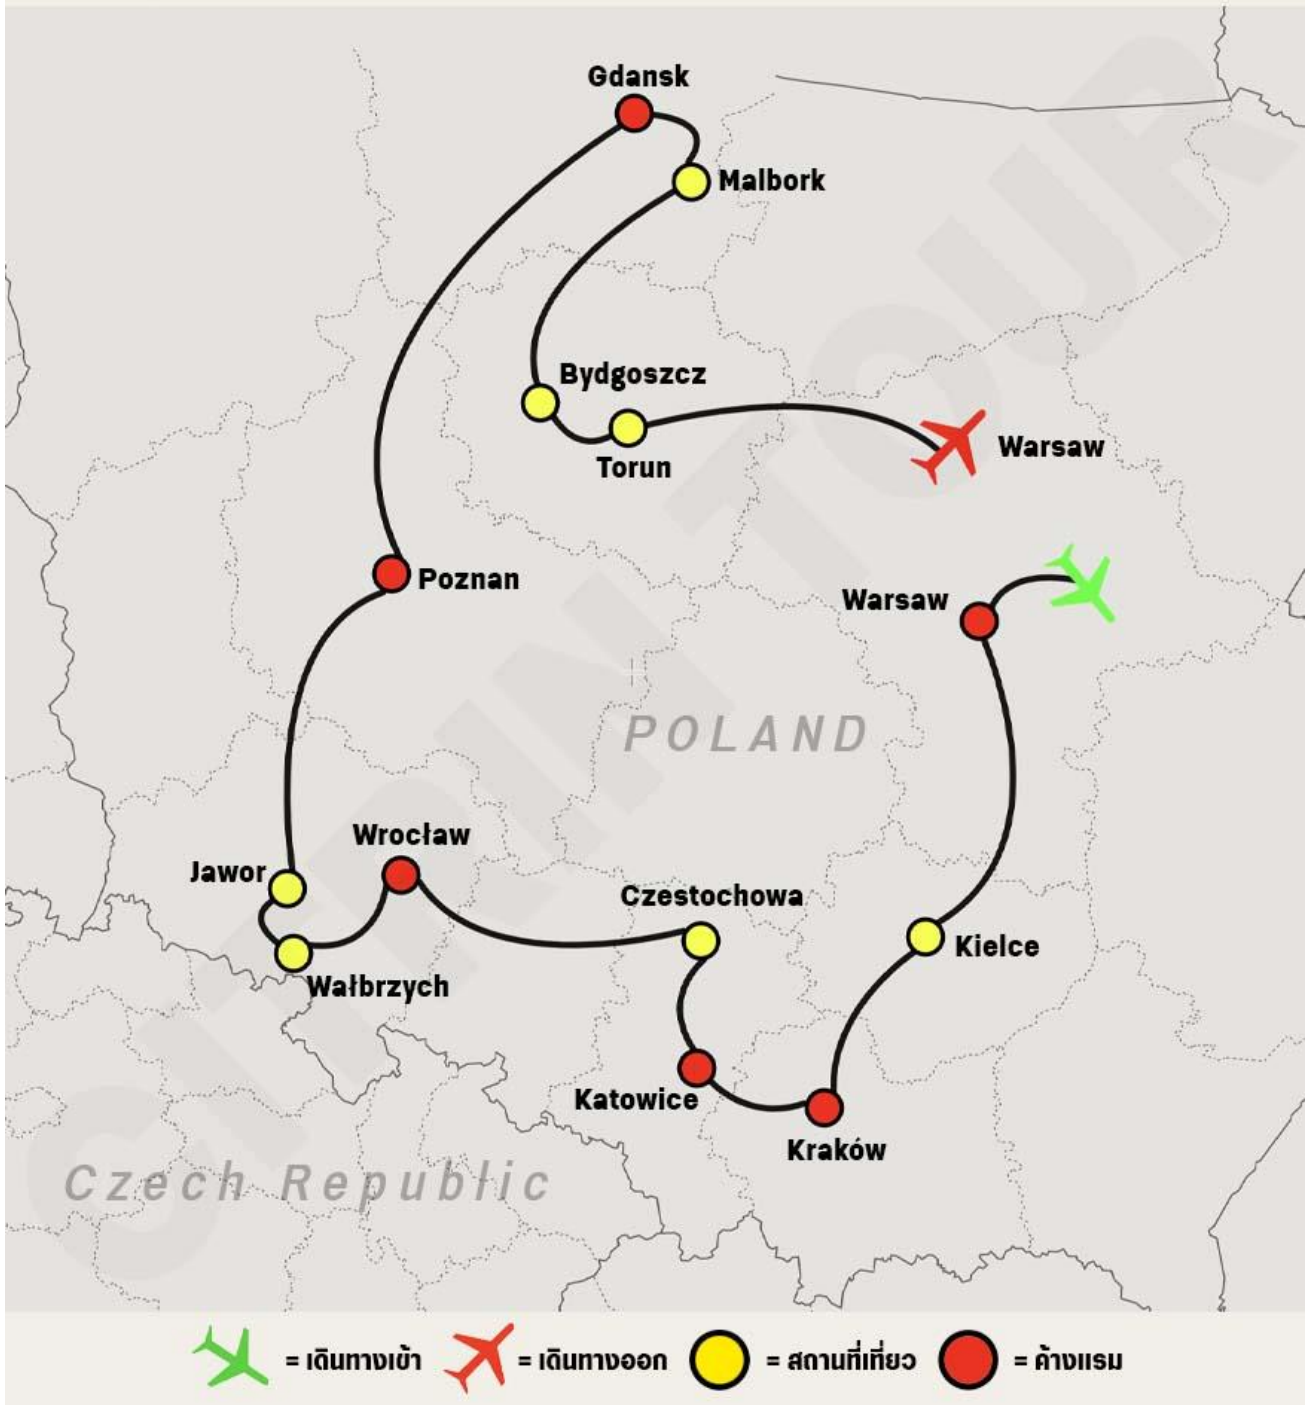 Gdansk
Malbork
Bydgoszcz
Torun
Warsaw
Poznan
Warsaw
POLAND
Wrocław
Jawor
Czestochowa
Kielce
Wałbrzych
Katowice
Kraków
Czech Republic
CITRIN TOUR
= เดินทางเข้า = เดินทางออก = สถานที่เที่ยว = ค้างแรม